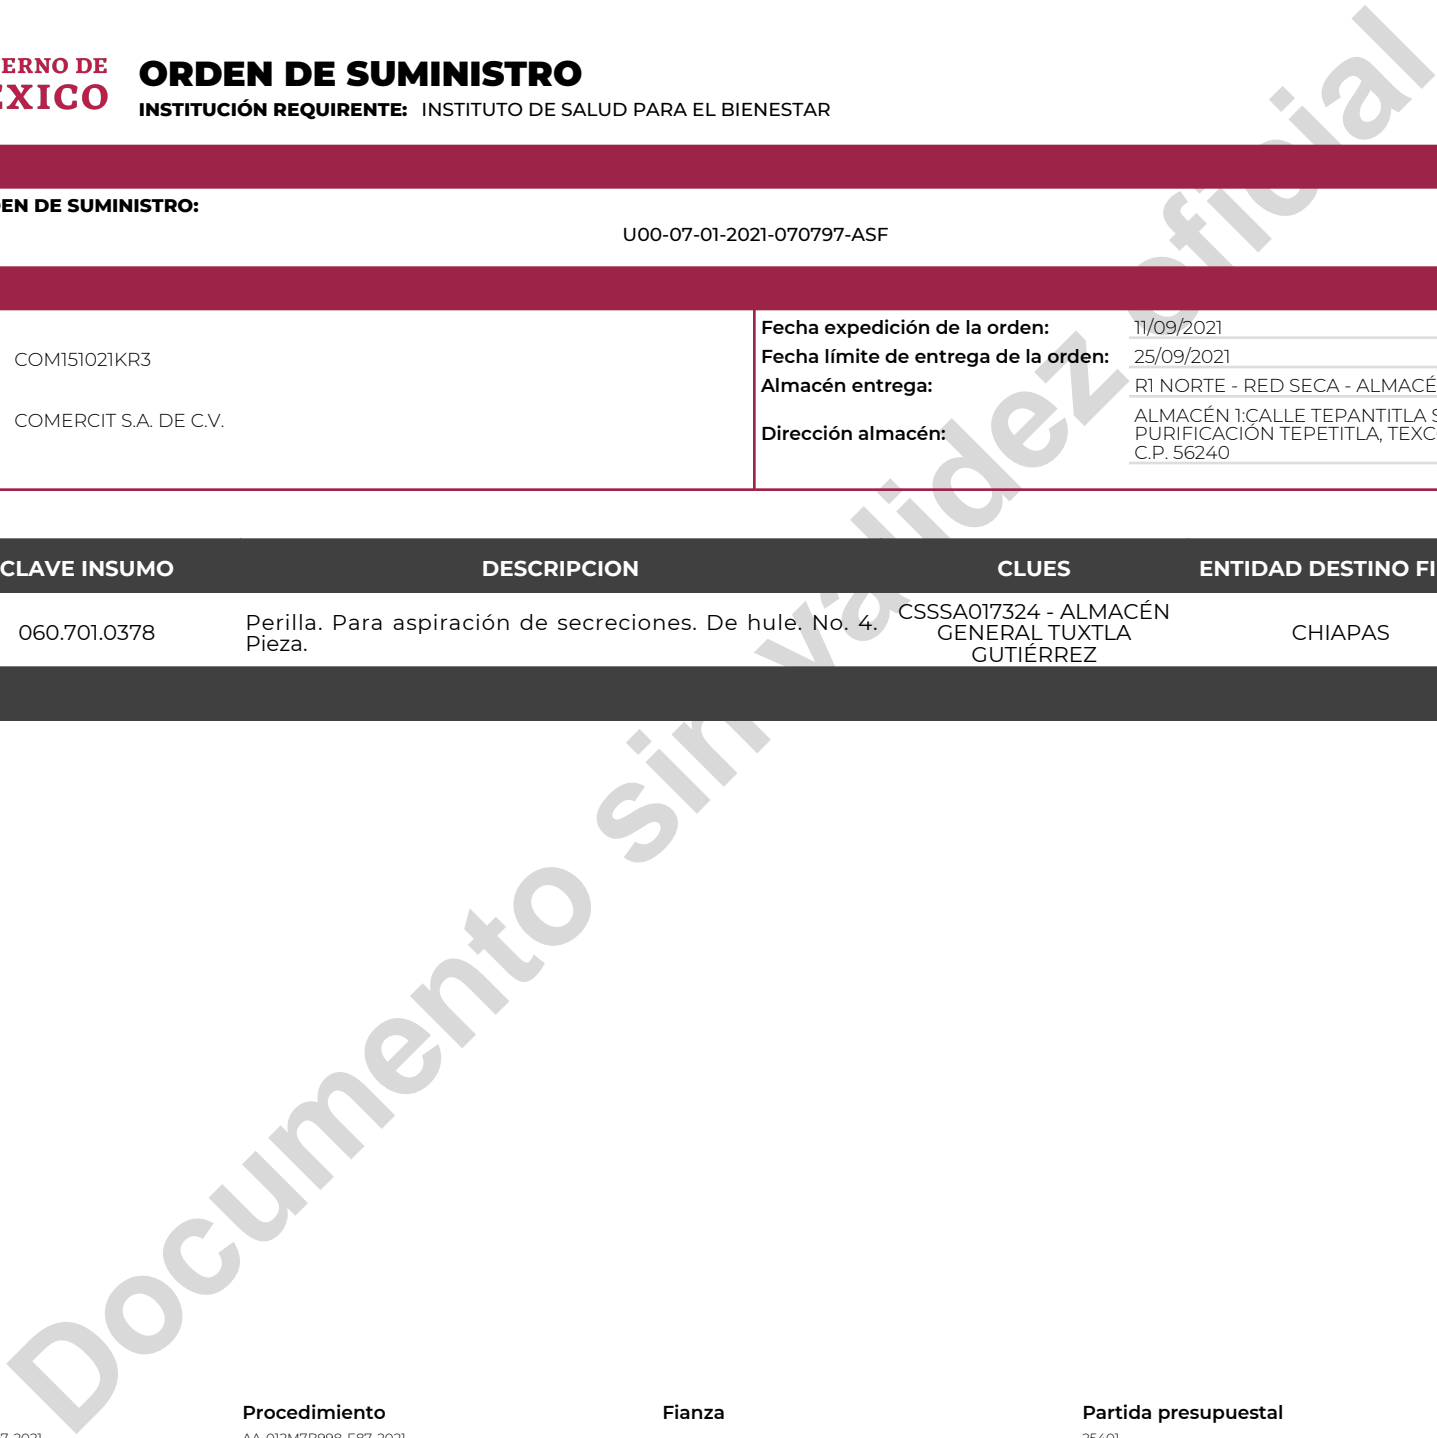 ERNO DE
ORDEN DE SUMINISTRO
INSTITUCIÓN REQUIRENTE: INSTITUTO DE SALUD PARA EL BIENESTAR
EN DE SUMINISTRO:
U00-07-01-2021-070797-ASF
COM151021KR3
COMERCIT S.A. DE C.V.
Fecha expedición de la orden: 11/09/2021
Fecha límite de entrega de la orden: 25/09/2021
Almacén entrega: R1 NORTE - RED SECA - ALMACÉ
Dirección almacén:
ALMACÉN 1:CALLE TEPANTITLA S
PURIFICACIÓN TEPETITLA, TEXC
C.P. 56240
CLAVE INSUMO DESCRIPCION CLUES ENTIDAD DESTINO FI
060.701.0378
Perilla. Para aspiración de secreciones. De hule. No. 4.
Pieza.
CSSSA017324 - ALMACÉN
GENERAL TUXTLA
GUTIÉRREZ
CHIAPAS
Documento sin validez oficial
Procedimiento Fianza Partida presupuestal